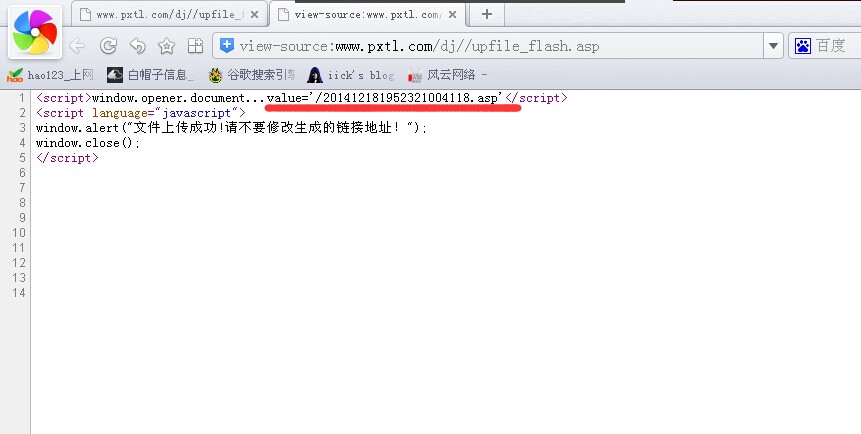 www.pxtl.com/dj//upfile_ view-source:www.pxtl.com/
view-source:www.pxtl.com/dj//upfile_flash.asp 百度
hao123_上网 白帽子信息_ 谷歌搜索引 iick's blog 风云网络 -
1 <script>window.opener.document...value='/201412181952321004118.asp'</script>
2 <script language="javascript">
3 window.alert("文件上传成功!请不要修改生成的链接地址! ");
4 window.close();
5 </script>
6
7
8
9
10
11
12
13
14